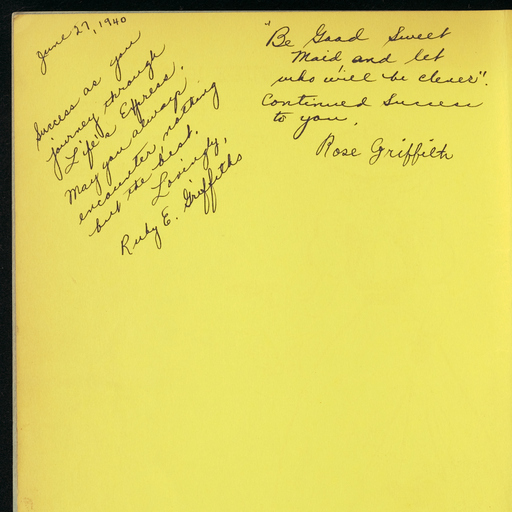 June 27, 1940
Success as you
journey through
Life's Express.
May you always
encounter nothing
but the best.
Lovingly,
Ruby E. Griffiths
"Be Good Sweet
Maid and let
who will be clever".
Continued Success
to you.
Rose Griffith